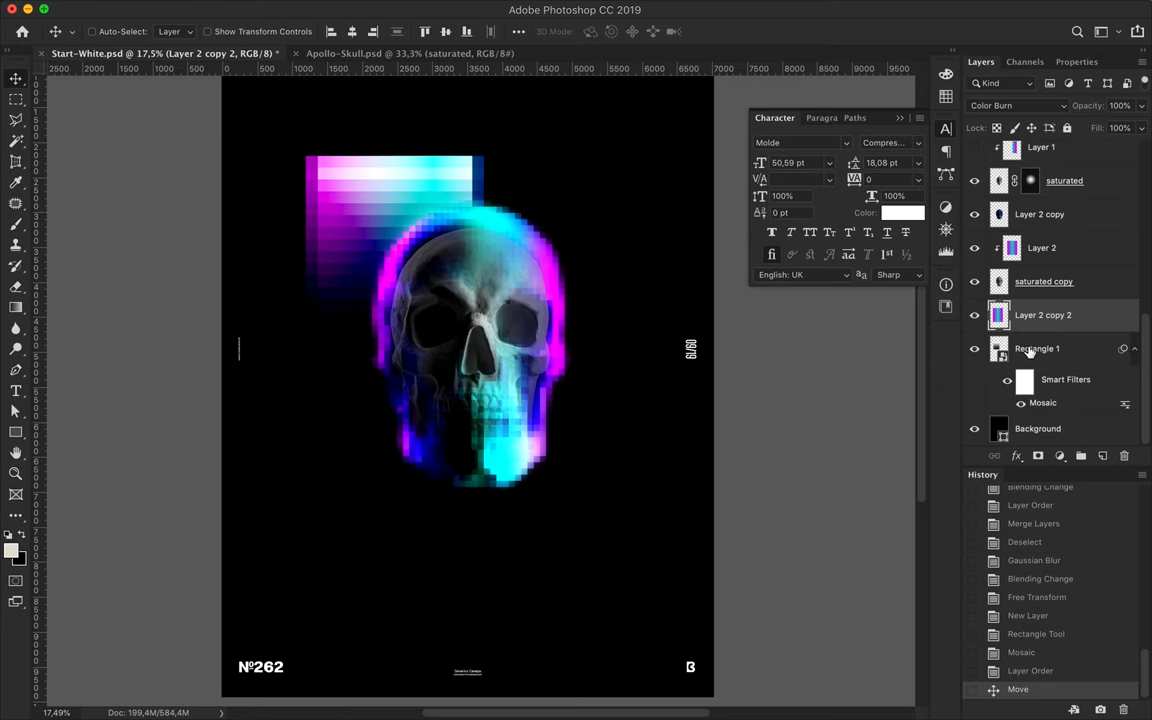 Adobe Photoshop CC 2019
Auto-Select: Layer Show Transform Controls 3D Mode:
Start-White.psd @ 17,5% (Layer 2 copy 2, RGB/8) *
Apollo-Skull.psd @ 33,3% (saturated, RGB/8#)
2500 500 0 500 1000 1500 2000 2500 3000 3500 4000 4500 5000 5500 6000 6500 7000 7500 8000 8500 9000 9500
Character Paragra Paths
Molde Compres...
50,59 pt 18,08 pt
0
100% 100%
0 pt Color:
English: UK Sharp
Layers Channels Properties
Kind
Color Burn Opacity: 100%
Lock: Fill: 100%
Layer 1
saturated
Layer 2 copy
Layer 2
saturated copy
Layer 2 copy 2
Rectangle 1
Smart Filters
Mosaic
Background
History
Blending Change
Layer Order
Merge Layers
Deselect
Gaussian Blur
Blending Change
Free Transform
New Layer
Rectangle Tool
Mosaic
Layer Order
Move
09/19
№262
Severino Canepa
B
17,49% Doc: 199,4M/584,4M